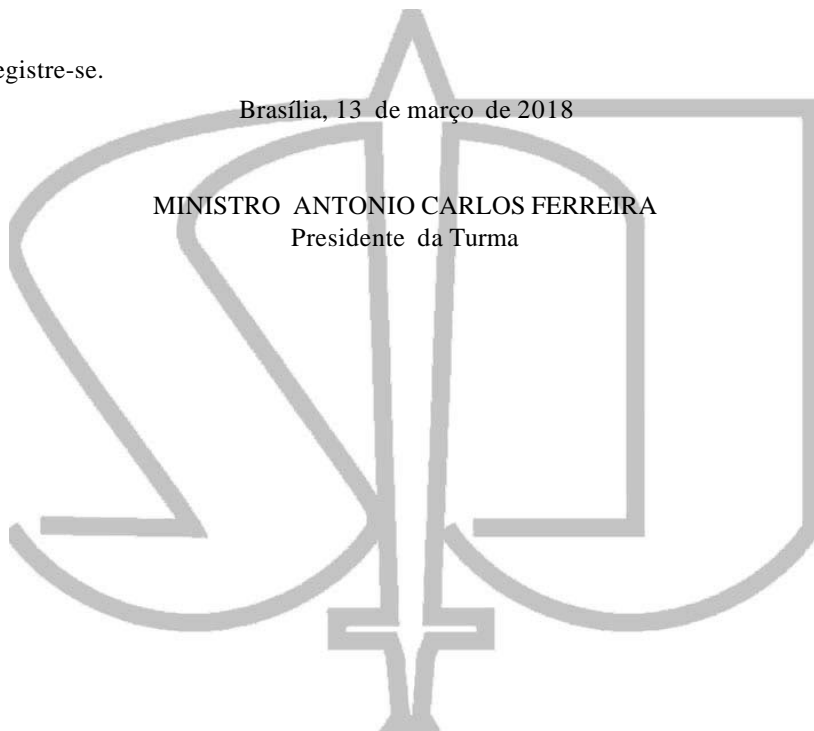 egistre-se.
Brasília, 13 de março de 2018
MINISTRO ANTONIO CARLOS FERREIRA
Presidente da Turma